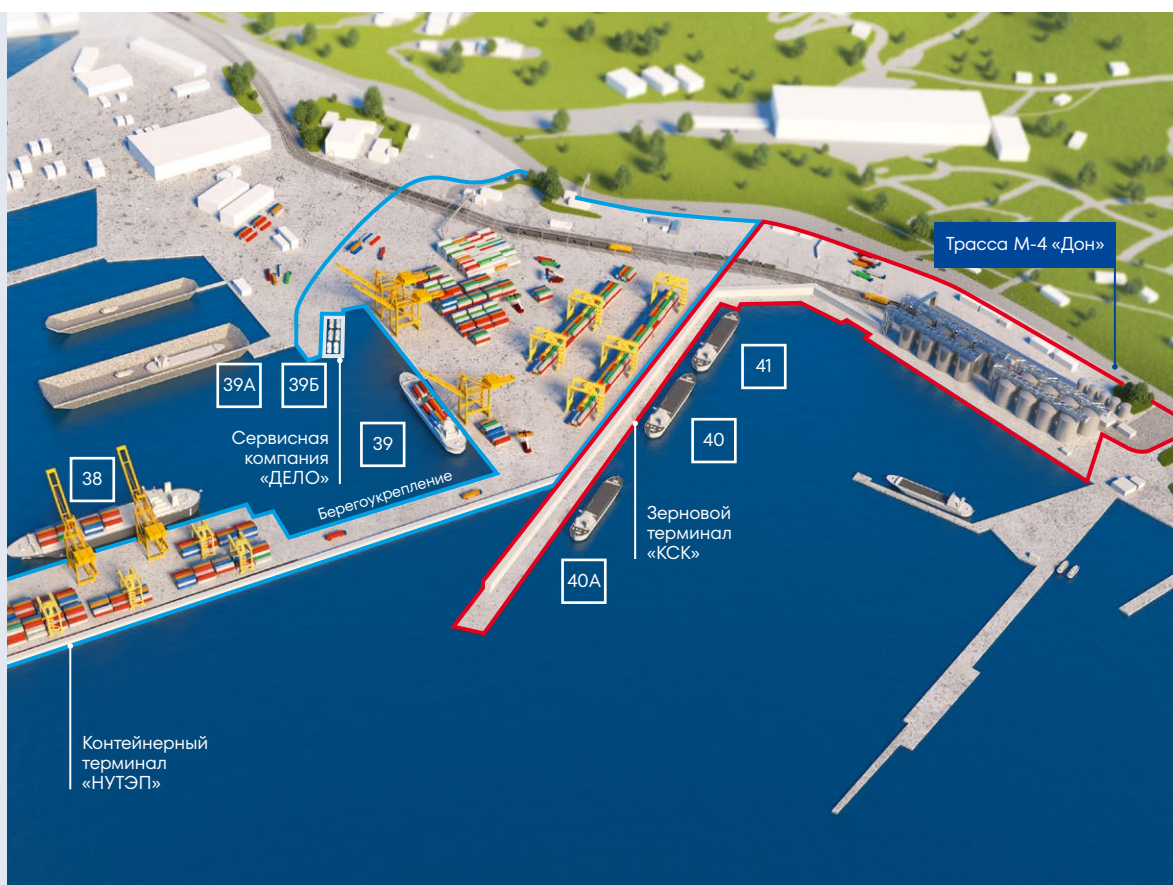 Трасса М-4 «Дон»
39А
39Б
41
Сервисная
компания
«ДЕЛО»
39
40
38
Берегоукрепление
Зерновой
терминал
«КСК»
40А
Контейнерный
терминал
«НУТЭП»